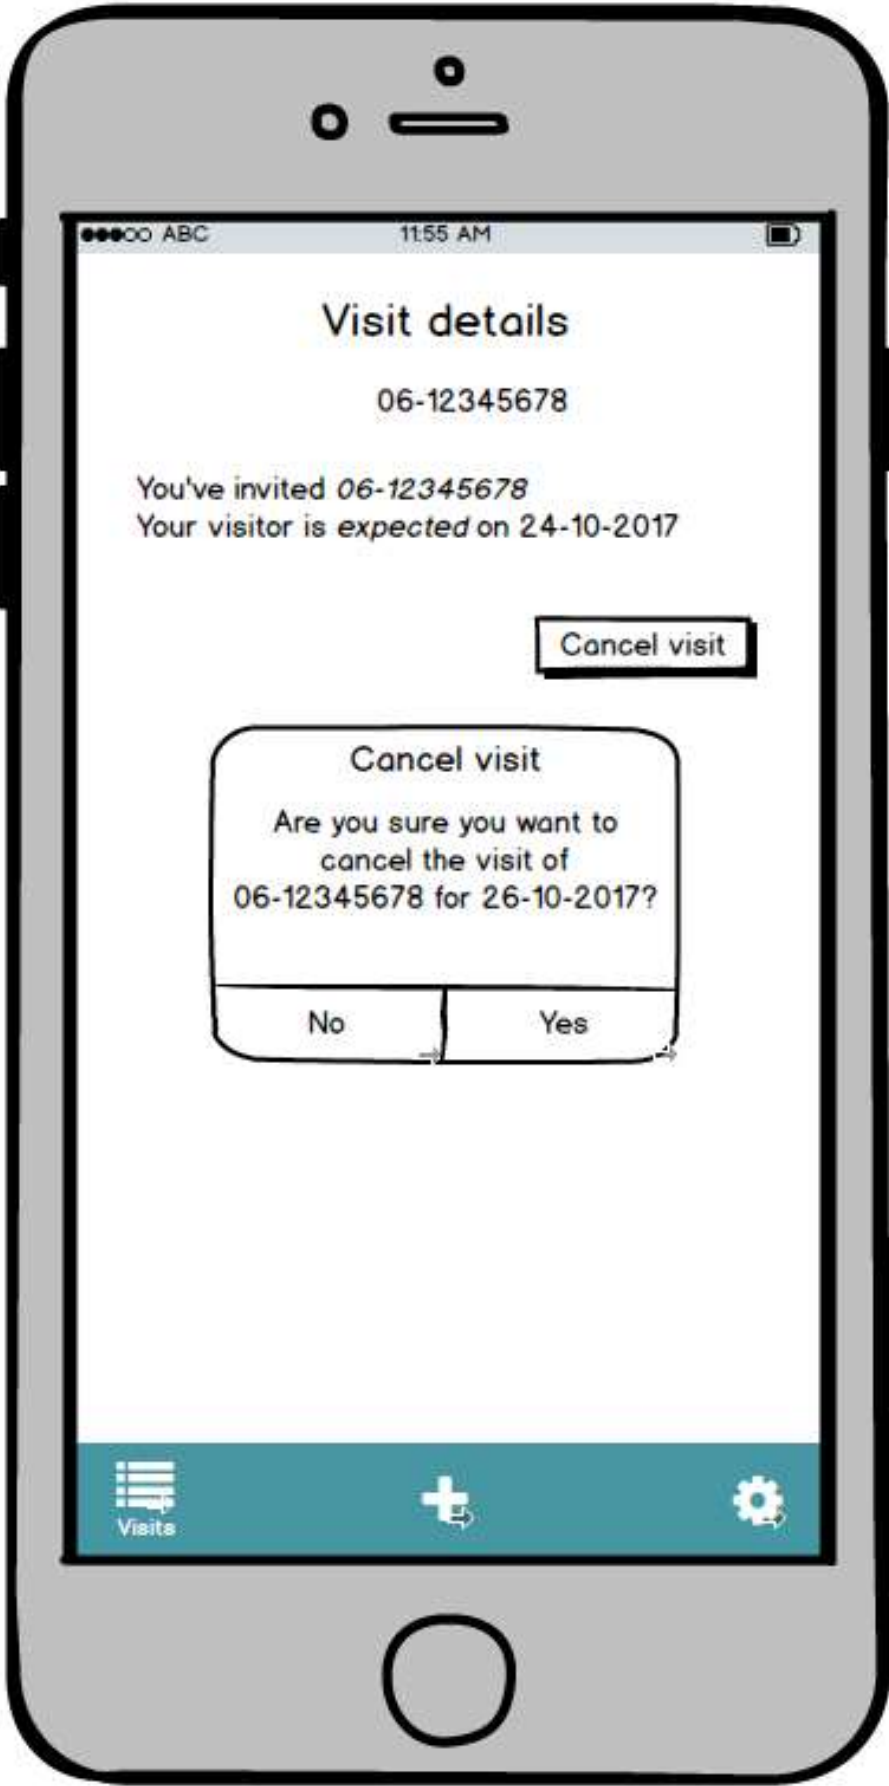 ABC 11:55 AM
Visit details
06-12345678
You've invited 06-12345678
Your visitor is expected on 24-10-2017
Cancel visit
Cancel visit
Are you sure you want to
cancel the visit of
06-12345678 for 26-10-2017?
No Yes
Visits